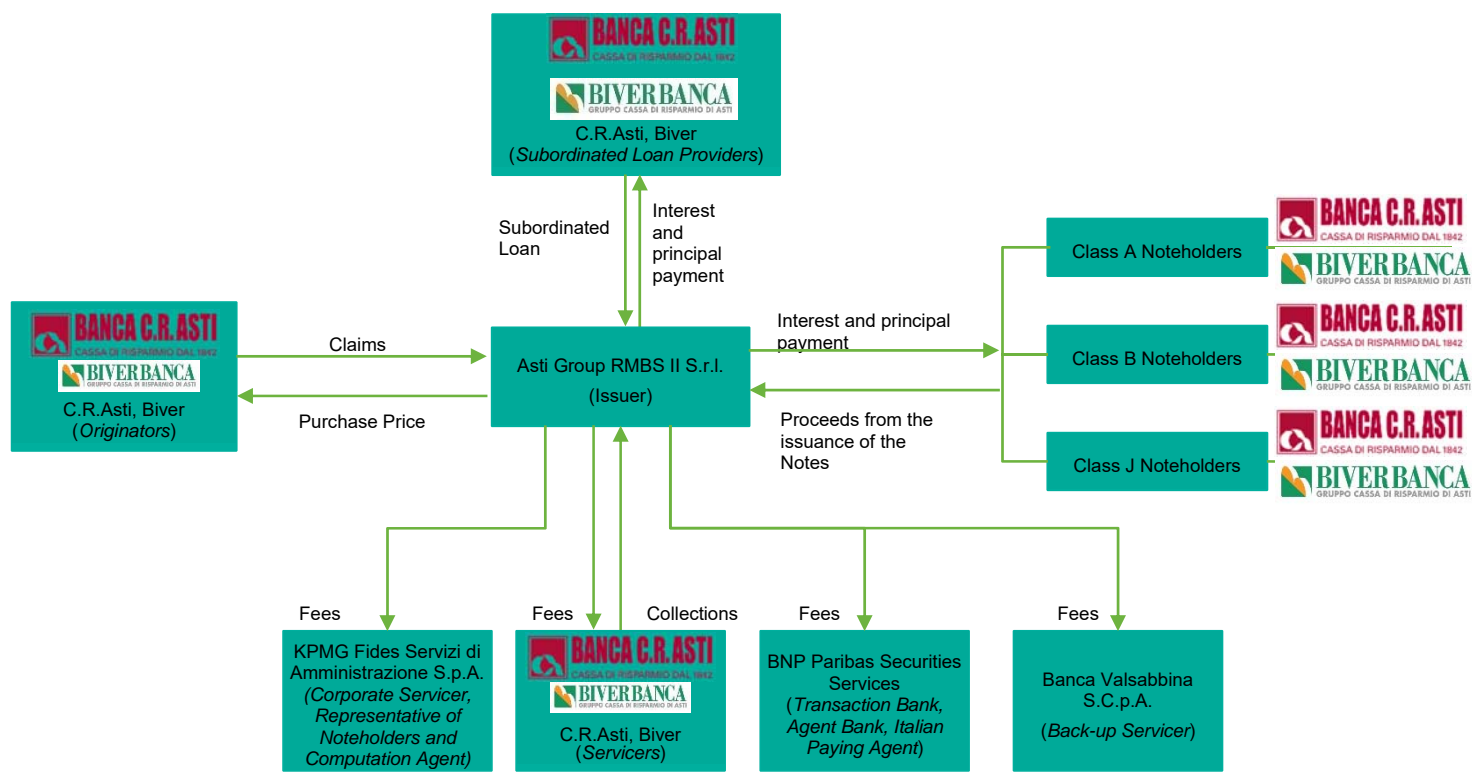 BANCA C.R. ASTI
CASSA DI RISPARMIO DAL 1842
BIVERBANCA
GRUPPO CASSA DI RISPARMIO DI ASTI
C.R.Asti, Biver
(Subordinated Loan Providers)
Subordinated
Loan
Interest
and
principal
payment
BANCA C.R. ASTI
CASSA DI RISPARMIO DAL 1842
BIVERBANCA
GRUPPO CASSA DI RISPARMIO DI ASTI
C.R.Asti, Biver
(Originators)
Claims
Purchase Price
Asti Group RMBS II S.r.l.
(Issuer)
Interest and principal
payment
Proceeds from the
issuance of the
Notes
Class A Noteholders
BANCA C.R. ASTI
CASSA DI RISPARMIO DAL 1842
BIVERBANCA
GRUPPO CASSA DI RISPARMIO DI ASTI
Class B Noteholders
BANCA C.R. ASTI
CASSA DI RISPARMIO DAL 1842
BIVERBANCA
GRUPPO CASSA DI RISPARMIO DI ASTI
Class J Noteholders
BANCA C.R. ASTI
CASSA DI RISPARMIO DAL 1842
BIVERBANCA
GRUPPO CASSA DI RISPARMIO DI ASTI
Fees
KPMG Fides Servizi di
Amministrazione S.p.A.
(Corporate Servicer,
Representative of
Noteholders and
Computation Agent)
Fees
Collections
BANCA C.R. ASTI
CASSA DI RISPARMIO DAL 1842
BIVERBANCA
GRUPPO CASSA DI RISPARMIO DI ASTI
C.R.Asti, Biver
(Servicers)
Fees
BNP Paribas Securities
Services
(Transaction Bank,
Agent Bank, Italian
Paying Agent)
Fees
Banca Valsabbina
S.C.p.A.
(Back-up Servicer)